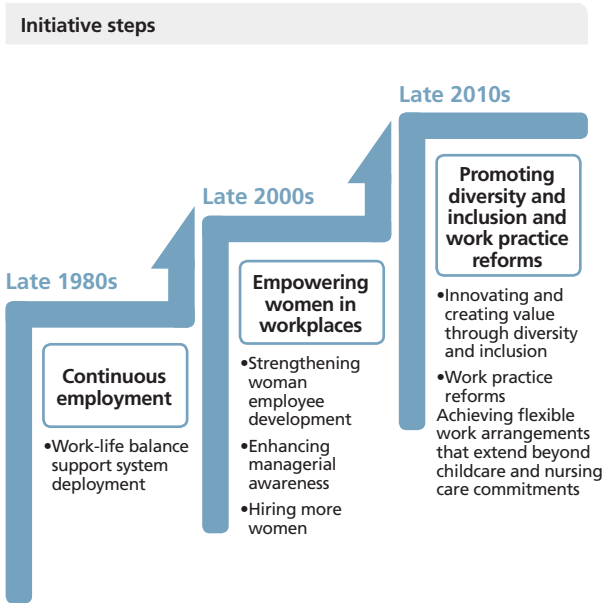 Initiative steps
Late 1980s
Continuous
employment
•Work-life balance
support system
deployment
Late 2000s
Empowering
women in
workplaces
•Strengthening
woman
employee
development
•Enhancing
managerial
awareness
•Hiring more
women
Late 2010s
Promoting
diversity and
inclusion and
work practice
reforms
•Innovating and
creating value
through diversity
and inclusion
•Work practice
reforms
Achieving flexible
work arrangements
that extend beyond
childcare and nursing
care commitments